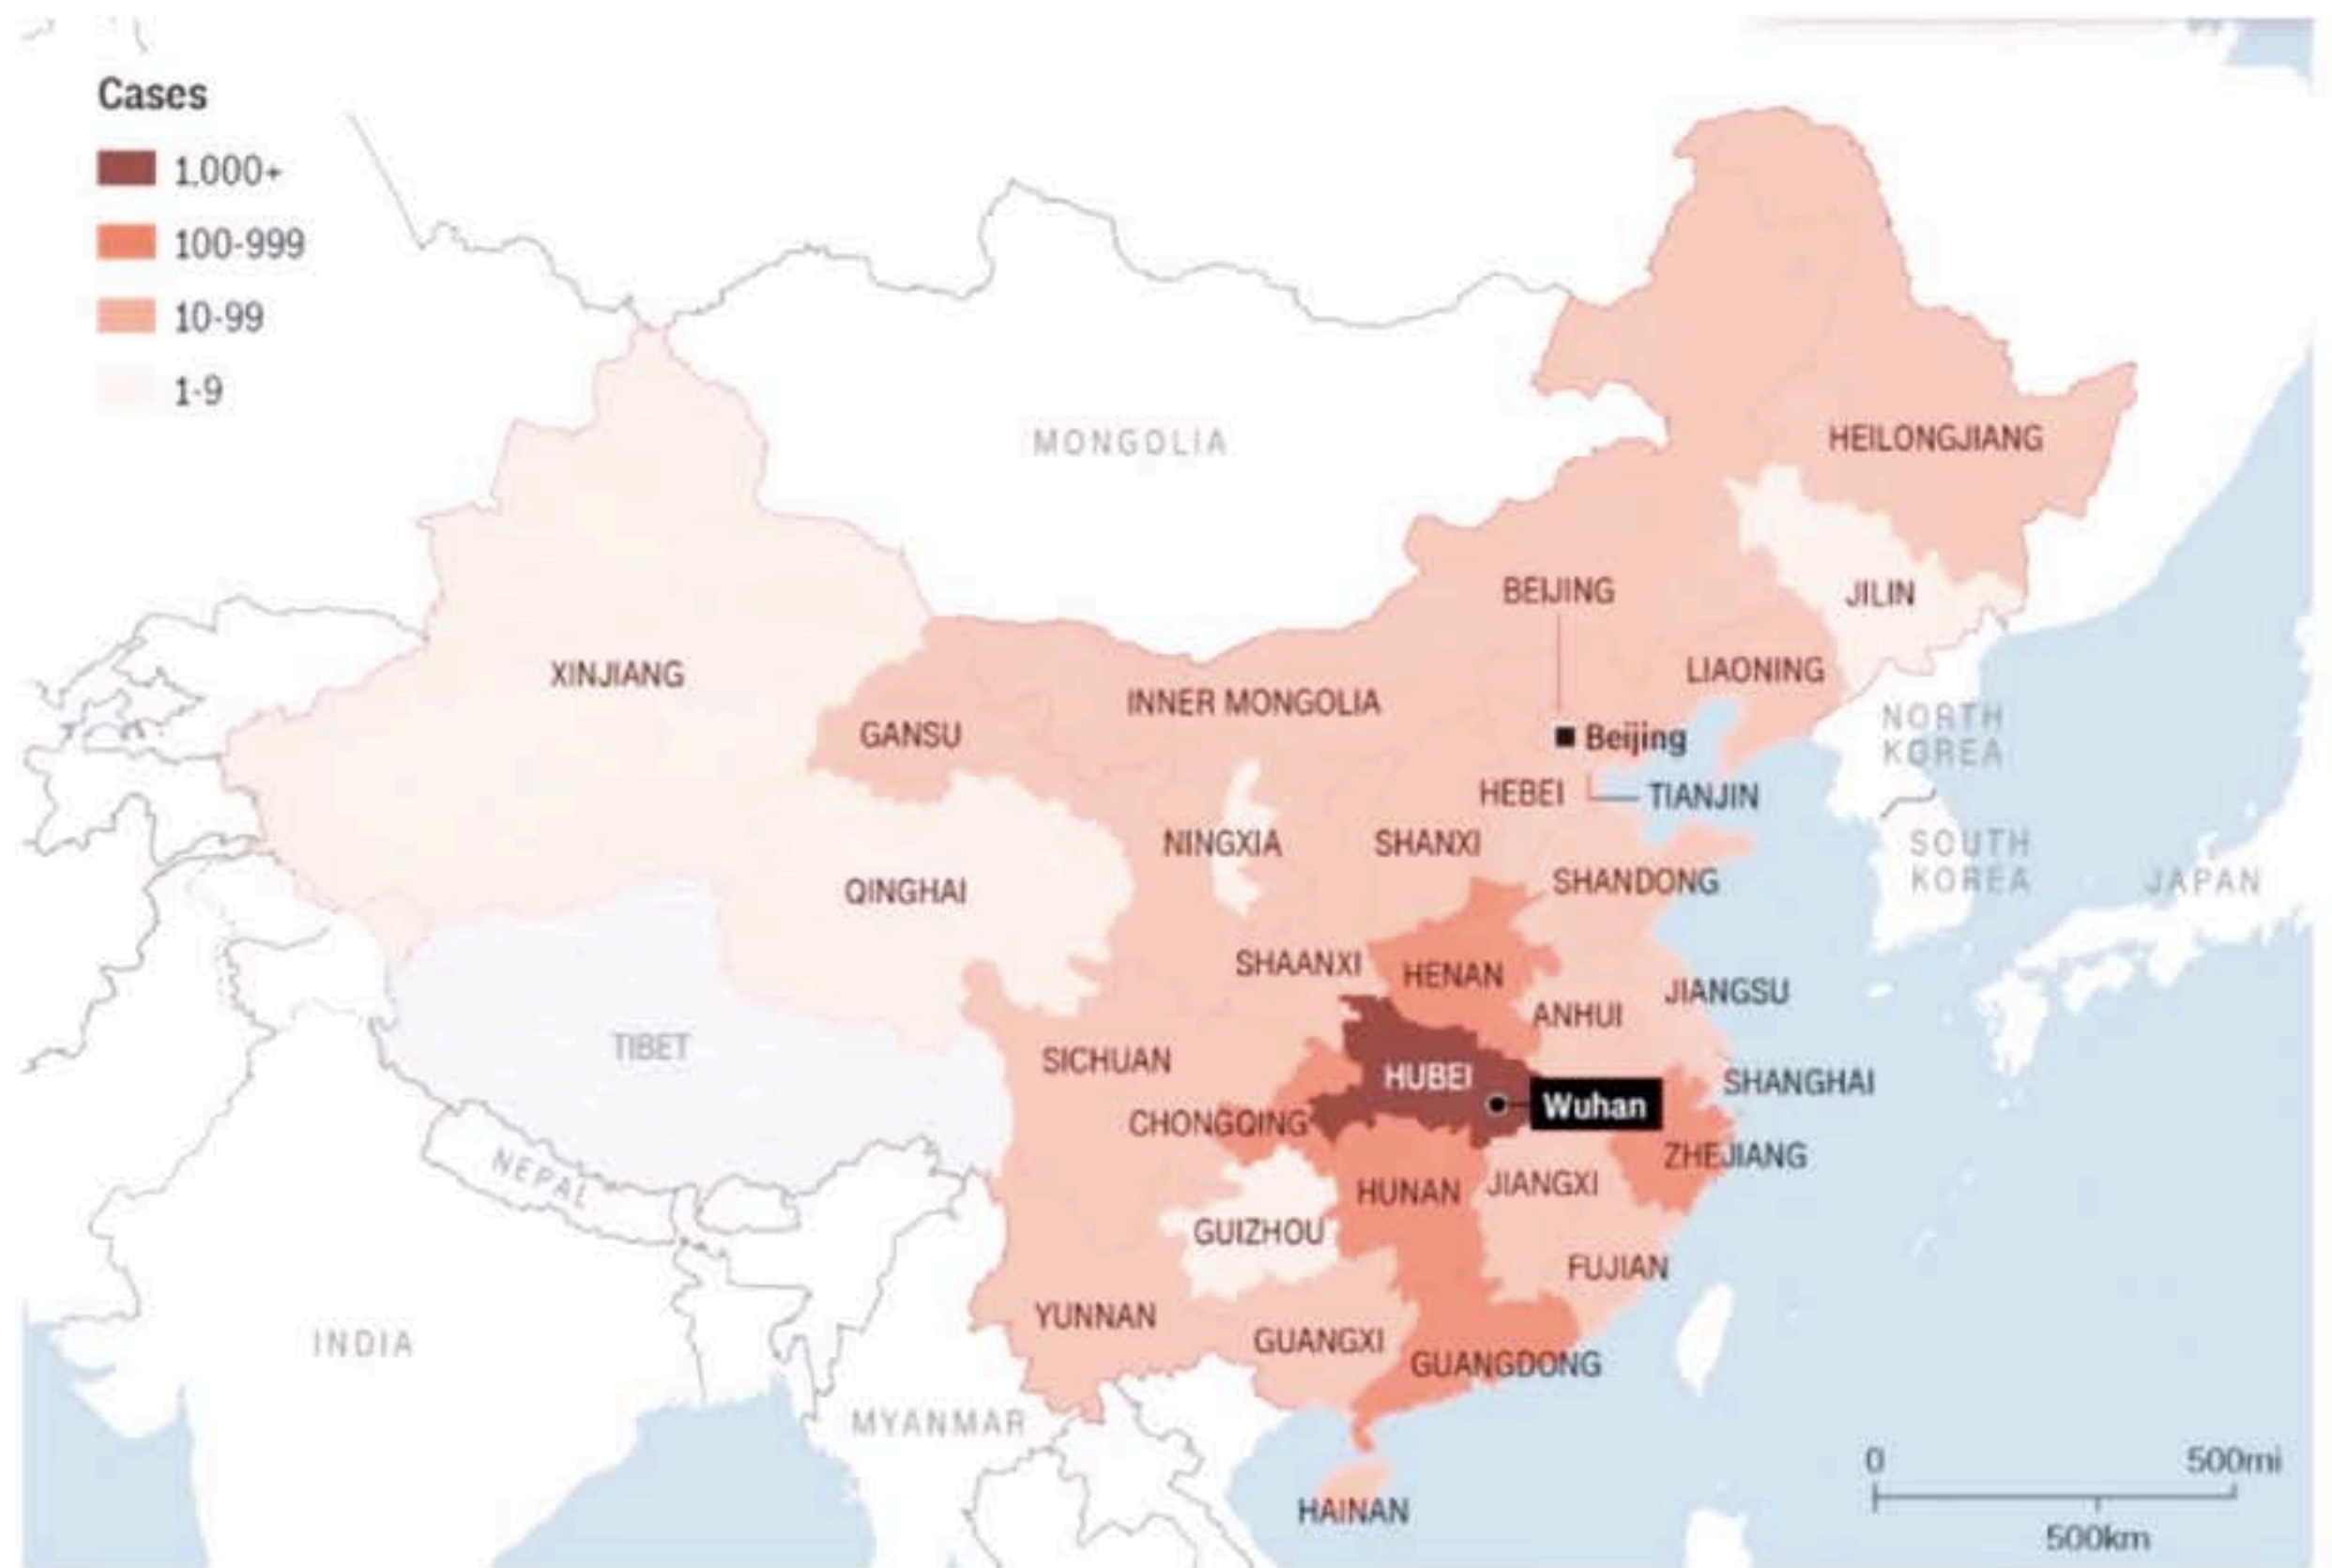 Cases
1,000+
100-999
10-99
1-9
MONGOLIA
HEILONGJIANG
JILIN
BEIJING
LIAONING
XINJIANG
INNER MONGOLIA
GANSU
Beijing
NORTH
KOREA
HEBEI
TIANJIN
NINGXIA
SHANXI
SOUTH
KOREA
SHANDONG
JAPAN
QINGHAI
SHAANXI
HENAN
JIANGSU
ANHUI
TIBET
SICHUAN
HUBEI
SHANGHAI
Wuhan
CHONGQING
ZHEJIANG
NEPAL
HUNAN
JIANGXI
GUIZHOU
FUJIAN
YUNNAN
INDIA
GUANGXI
GUANGDONG
MYANMAR
0
500mi
HAINAN
500km